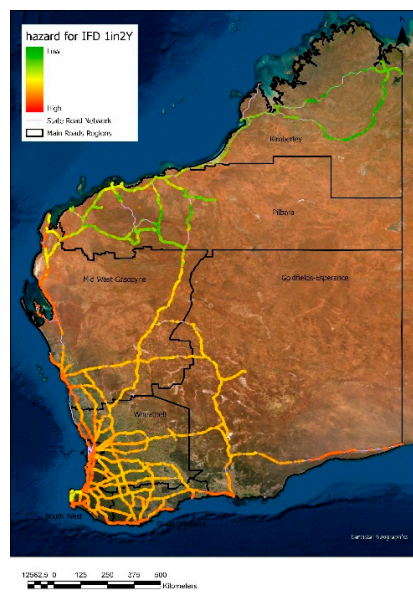 hazard for IFD 1in2Y
Low
High
State Road Network
Main Roads Regions
N
Kimberley
Pilbara
Mid West-Gascoyne
Goldfields-Esperance
Wheatbelt
South West
12562.5 0 125 250 375 500
Kilometers